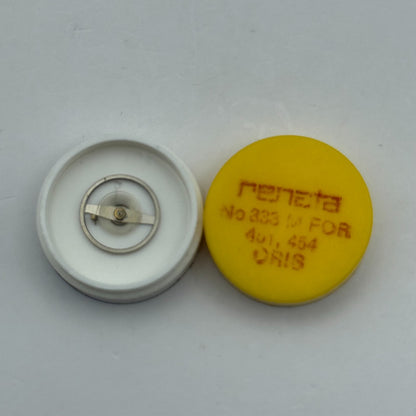 renata
No 333 M FOR
401, 454
ORIS